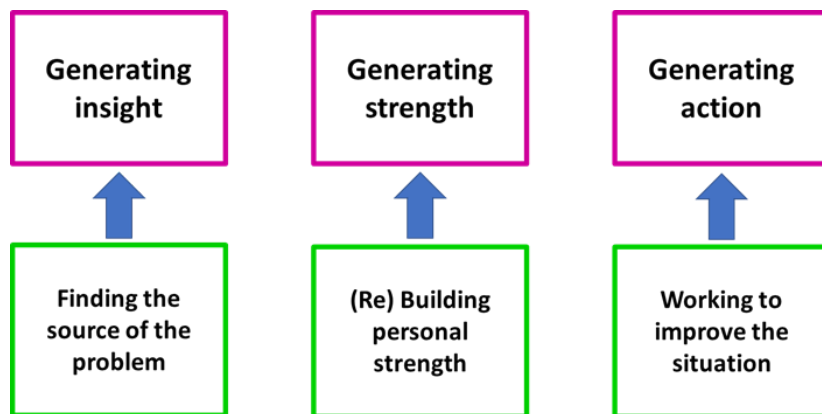 Generating
insight
Generating
strength
Generating
action
Finding the
source of the
problem
(Re) Building
personal
strength
Working to
improve the
situation